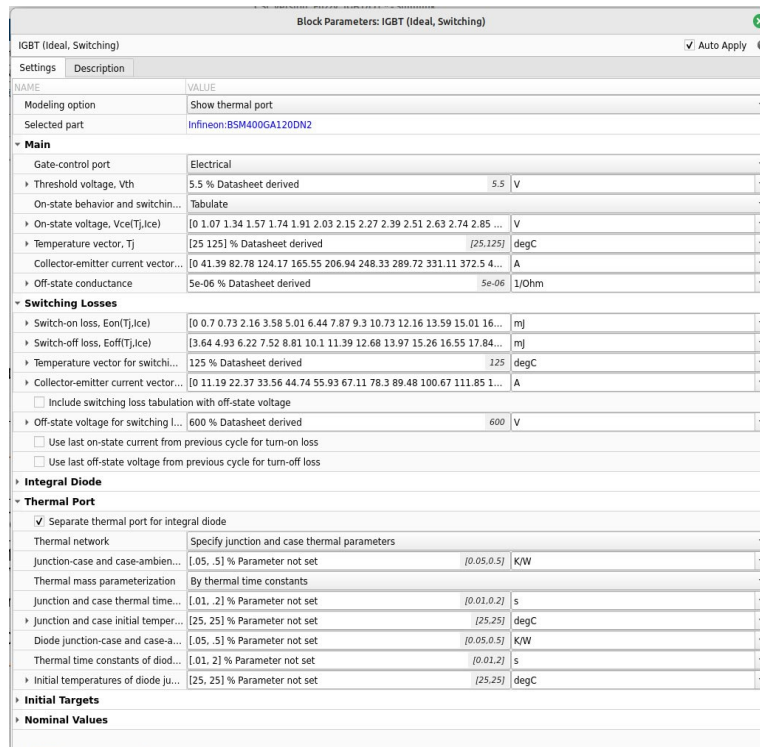 Block Parameters: IGBT (Ideal, Switching)
IGBT (Ideal, Switching) Auto Apply
Settings Description
NAME VALUE
Modeling option Show thermal port
Selected part Infineon:BSM400GA120DN2
Main
Gate-control port Electrical
Threshold voltage, Vth 5.5 % Datasheet derived 5.5 V
On-state behavior and switchin... Tabulate
On-state voltage, Vce(Tj,Ice) [0 1.07 1.34 1.57 1.74 1.91 2.03 2.15 2.27 2.39 2.51 2.63 2.74 2.85 ... V
Temperature vector, Tj [25 125] % Datasheet derived [25,125] degC
Collector-emitter current vector... [0 41.39 82.78 124.17 165.55 206.94 248.33 289.72 331.11 372.5 4... A
Off-state conductance 5e-06 % Datasheet derived 5e-06 1/Ohm
Switching Losses
Switch-on loss, Eon(Tj,Ice) [0 0.7 0.73 2.16 3.58 5.01 6.44 7.87 9.3 10.73 12.16 13.59 15.01 16... mJ
Switch-off loss, Eoff(Tj,Ice) [3.64 4.93 6.22 7.52 8.81 10.1 11.39 12.68 13.97 15.26 16.55 17.84... mJ
Temperature vector for switchi... 125 % Datasheet derived 125 degC
Collector-emitter current vector... [0 11.19 22.37 33.56 44.74 55.93 67.11 78.3 89.48 100.67 111.85 1... A
Include switching loss tabulation with off-state voltage
Off-state voltage for switching l... 600 % Datasheet derived 600 V
Use last on-state current from previous cycle for turn-on loss
Use last off-state voltage from previous cycle for turn-off loss
Integral Diode
Thermal Port
Separate thermal port for integral diode
Thermal network Specify junction and case thermal parameters
Junction-case and case-ambien... [.05, .5] % Parameter not set [0.05,0.5] K/W
Thermal mass parameterization By thermal time constants
Junction and case thermal time... [.01, .2] % Parameter not set [0.01,0.2] s
Junction and case initial temper... [25, 25] % Parameter not set [25,25] degC
Diode junction-case and case-a... [.05, .5] % Parameter not set [0.05,0.5] K/W
Thermal time constants of diod... [.01, 2] % Parameter not set [0.01,2] s
Initial temperatures of diode ju... [25, 25] % Parameter not set [25,25] degC
Initial Targets
Nominal Values